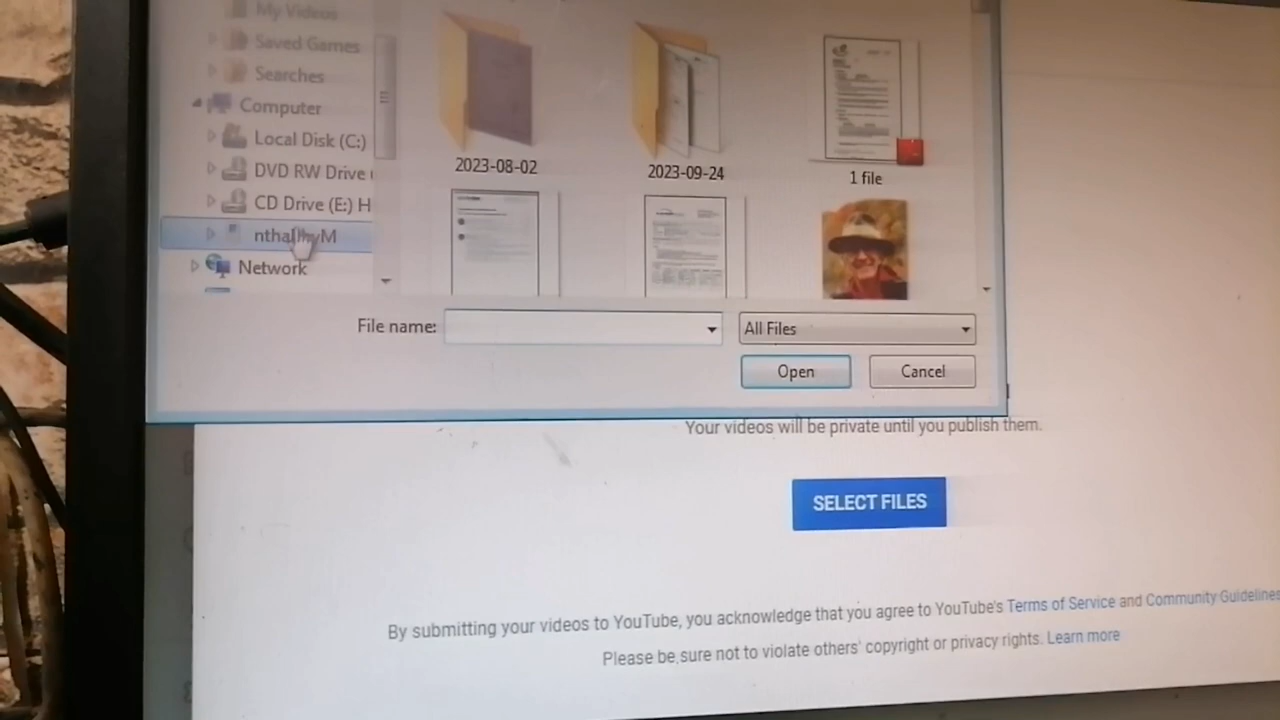 My Videos
Saved Games
Searches
Computer
Local Disk (C:)
DVD RW Drive
CD Drive (E:) H
Network
2023-08-02
2023-09-24
1 file
File name:
All Files
Open
Cancel
Your videos will be private until you publish them.
SELECT FILES
By submitting your videos to YouTube, you acknowledge that you agree to YouTube's Terms of Service and Community Guidelines
Please be sure not to violate others' copyright or privacy rights. Learn more